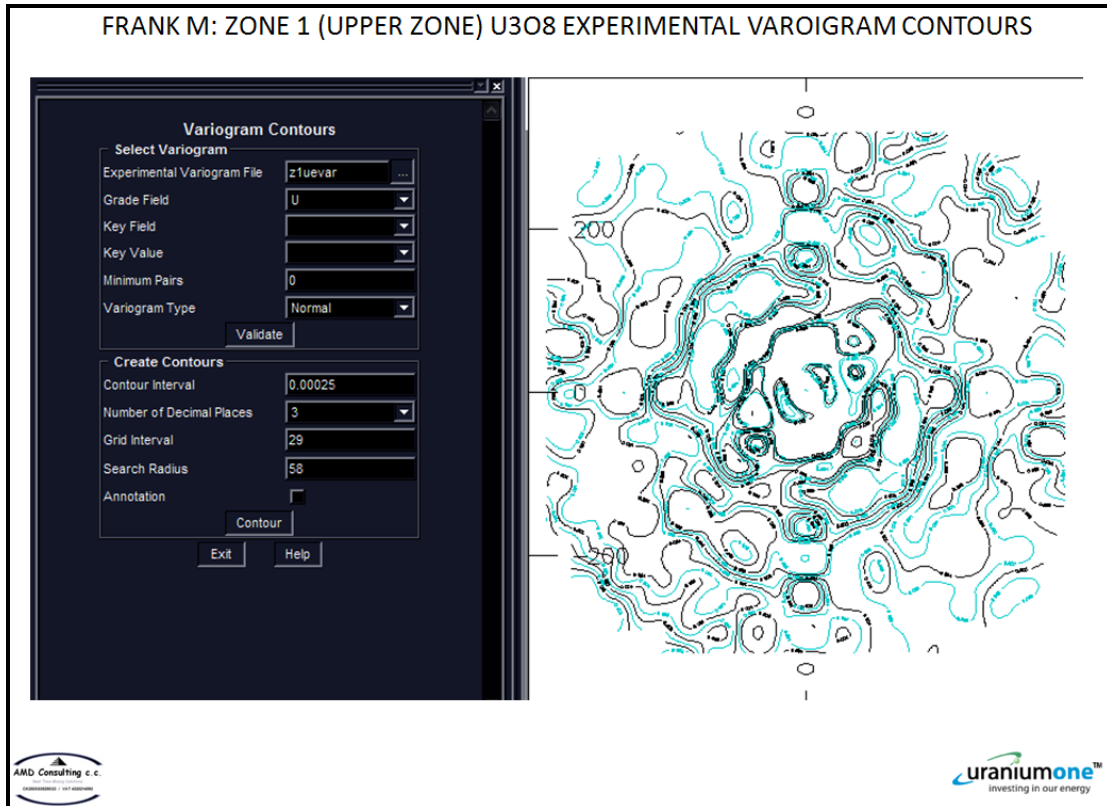 FRANK M: ZONE 1 (UPPER ZONE) U3O8 EXPERIMENTAL VAROIGRAM CONTOURS
Variogram Contours
Select Variogram
Experimental Variogram File z1uevar ...
Grade Field U
Key Field
Key Value
Minimum Pairs 0
Variogram Type Normal
Validate
Create Contours
Contour Interval 0.00025
Number of Decimal Places 3
Grid Interval 29
Search Radius 58
Annotation
Contour
Exit Help
200
-200
AMD Consulting c.c.
uraniumone™
investing in our energy